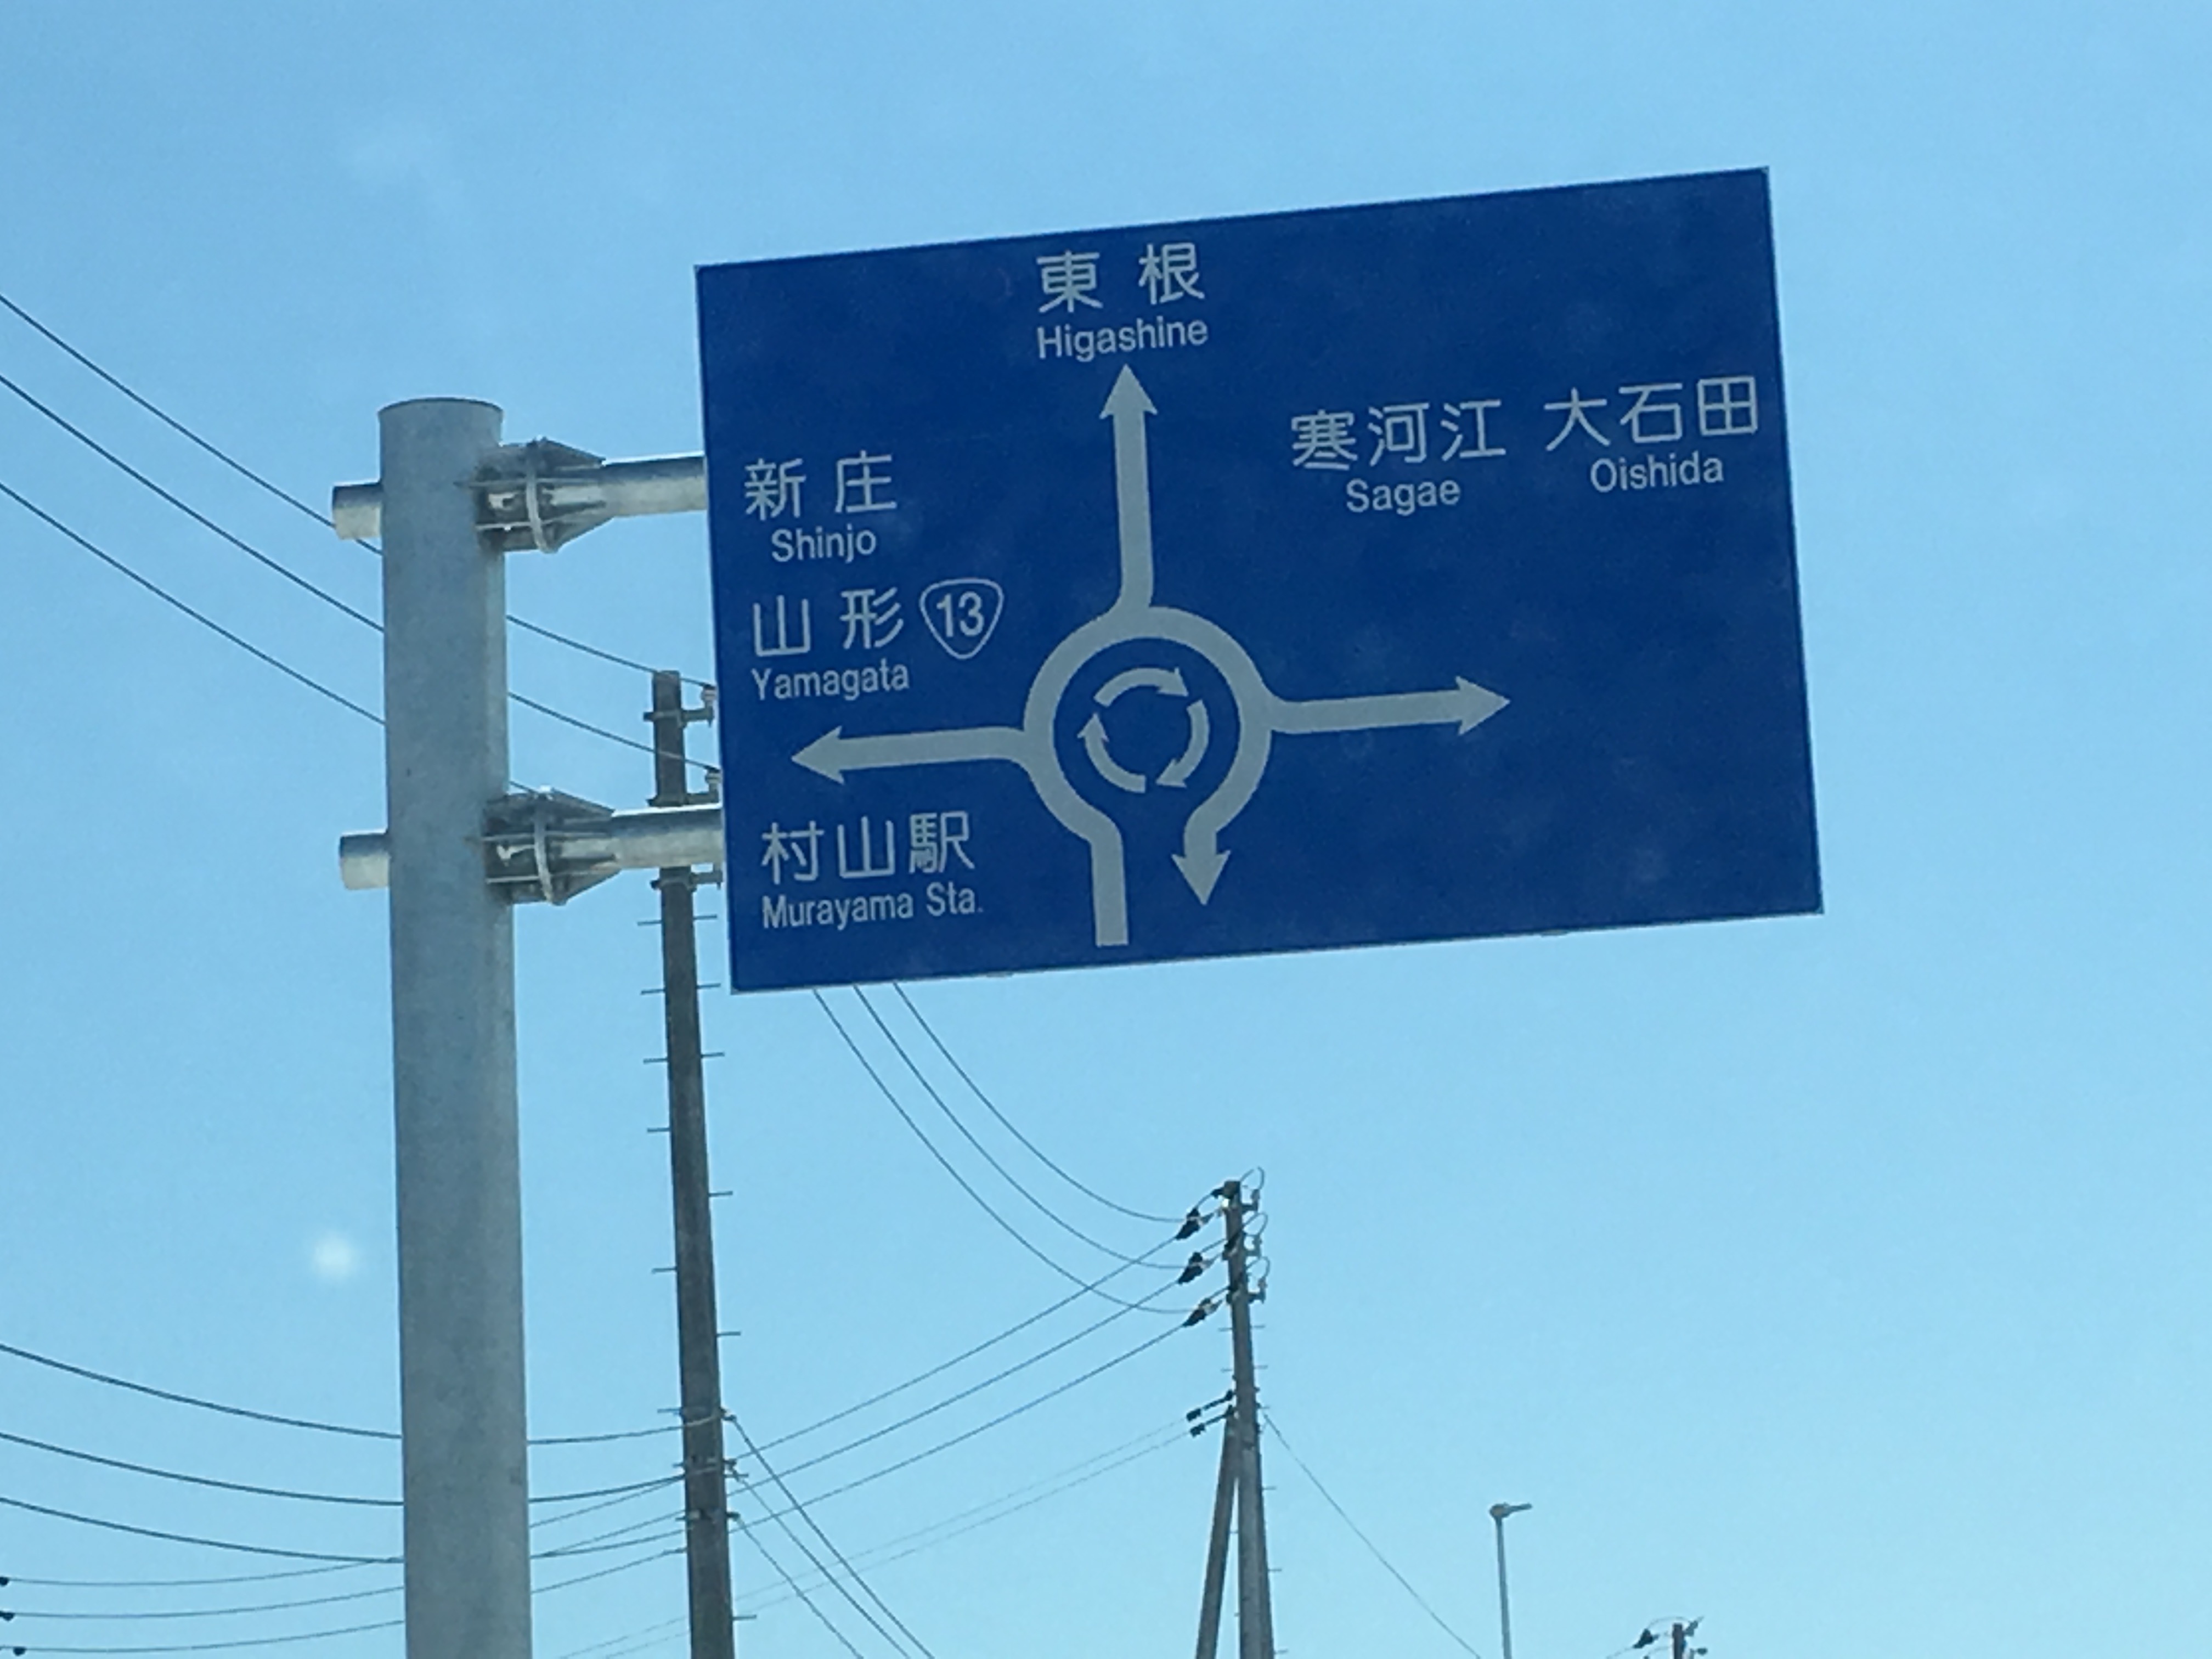 東根
Higashine
寒河江 大石田
Sagae Oishida
新庄
Shinjo
山形 13
Yamagata
村山駅
Murayama Sta.